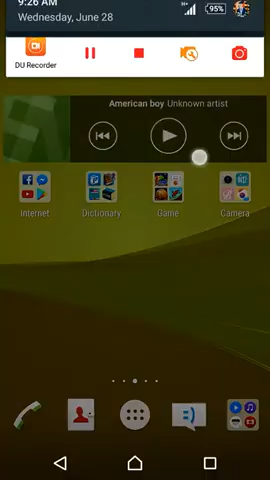 9:26 AM
95%
Wednesday, June 28
DU Recorder
American boy Unknown artist
Internet Dictionary Game Camera